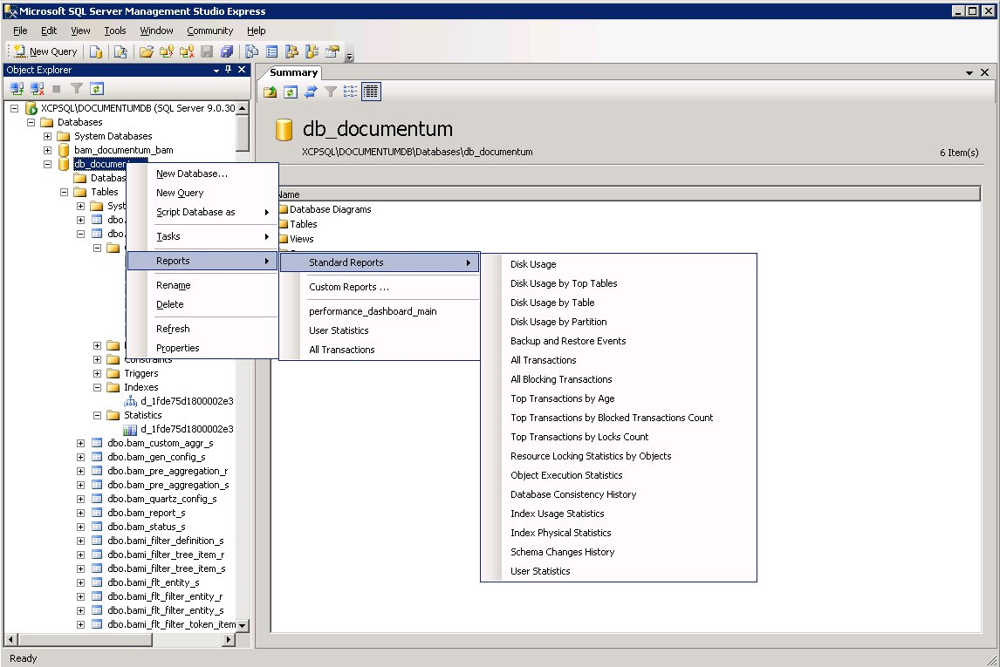 Microsoft SQL Server Management Studio Express
File Edit View Tools Window Community Help
New Query
Object Explorer
XCPSQL\DOCUMENTUMDB (SQL Server 9.0.30
Databases
System Databases
bam_documentum_bam
Tables
dbo.
dbo.
Triggers
Indexes
d_1fde75d1800002e3
Statistics
d_1fde75d1800002e3
dbo.bam_custom_aggr_s
dbo.bam_gen_config_s
dbo.bam_pre_aggregation_r
dbo.bam_pre_aggregation_s
dbo.bam_quartz_config_s
dbo.bam_report_s
dbo.bam_status_s
dbo.bami_filter_definition_s
dbo.bami_filter_tree_item_r
dbo.bami_filter_tree_item_s
dbo.bami_flt_entity_s
dbo.bami_flt_filter_entity_r
dbo.bami_flt_filter_entity_s
dbo.bami_flt_filter_token_item
New Database...
New Query
Script Database as
Tasks
Reports
Rename
Delete
Refresh
Properties
Standard Reports
Custom Reports ...
performance_dashboard_main
User Statistics
All Transactions
Disk Usage
Disk Usage by Top Tables
Disk Usage by Table
Disk Usage by Partition
Backup and Restore Events
All Transactions
All Blocking Transactions
Top Transactions by Age
Top Transactions by Blocked Transactions Count
Top Transactions by Locks Count
Resource Locking Statistics by Objects
Object Execution Statistics
Database Consistency History
Index Usage Statistics
Index Physical Statistics
Schema Changes History
User Statistics
Summary
db_documentum
XCPSQL\DOCUMENTUMDB\Databases\db_documentum
6 Item(s)
Name
Database Diagrams
Tables
Views
Ready